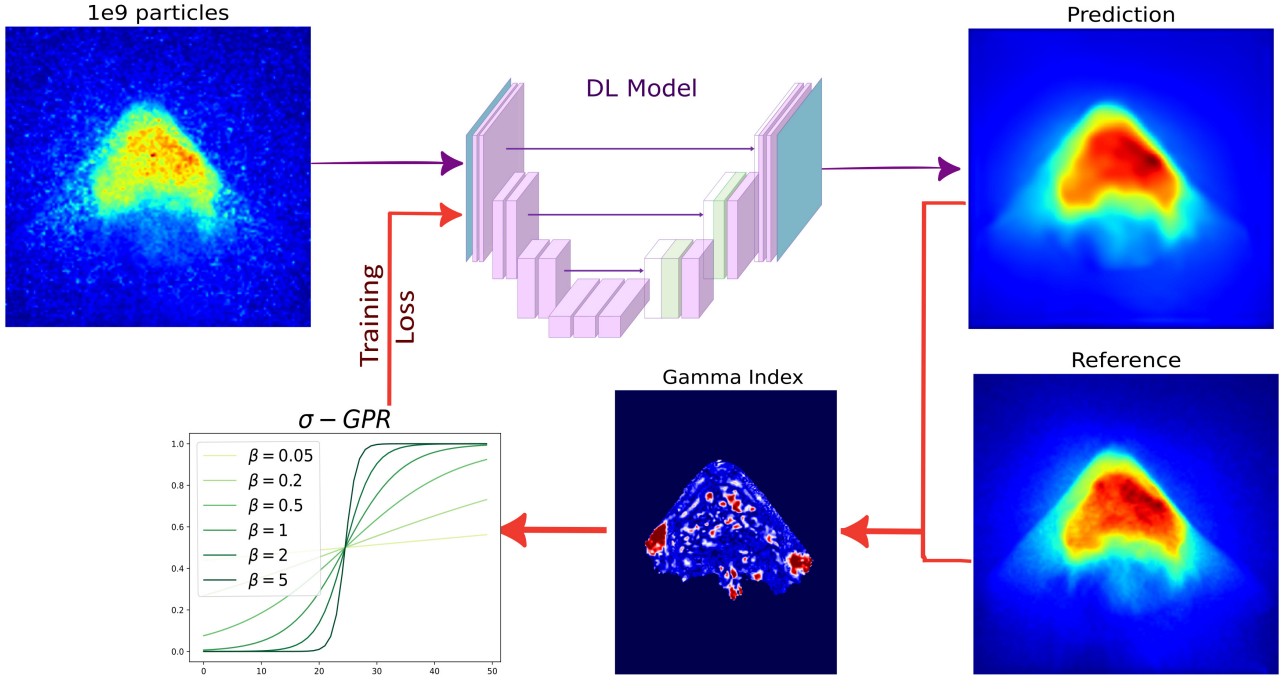 1e9 particles
DL Model
Prediction
Training
Loss
Gamma Index
Reference
σ − GPR
1.0
0.8
0.6
0.4
0.2
0.0
β = 0.05
β = 0.2
β = 0.5
β = 1
β = 2
β = 5
0 10 20 30 40 50